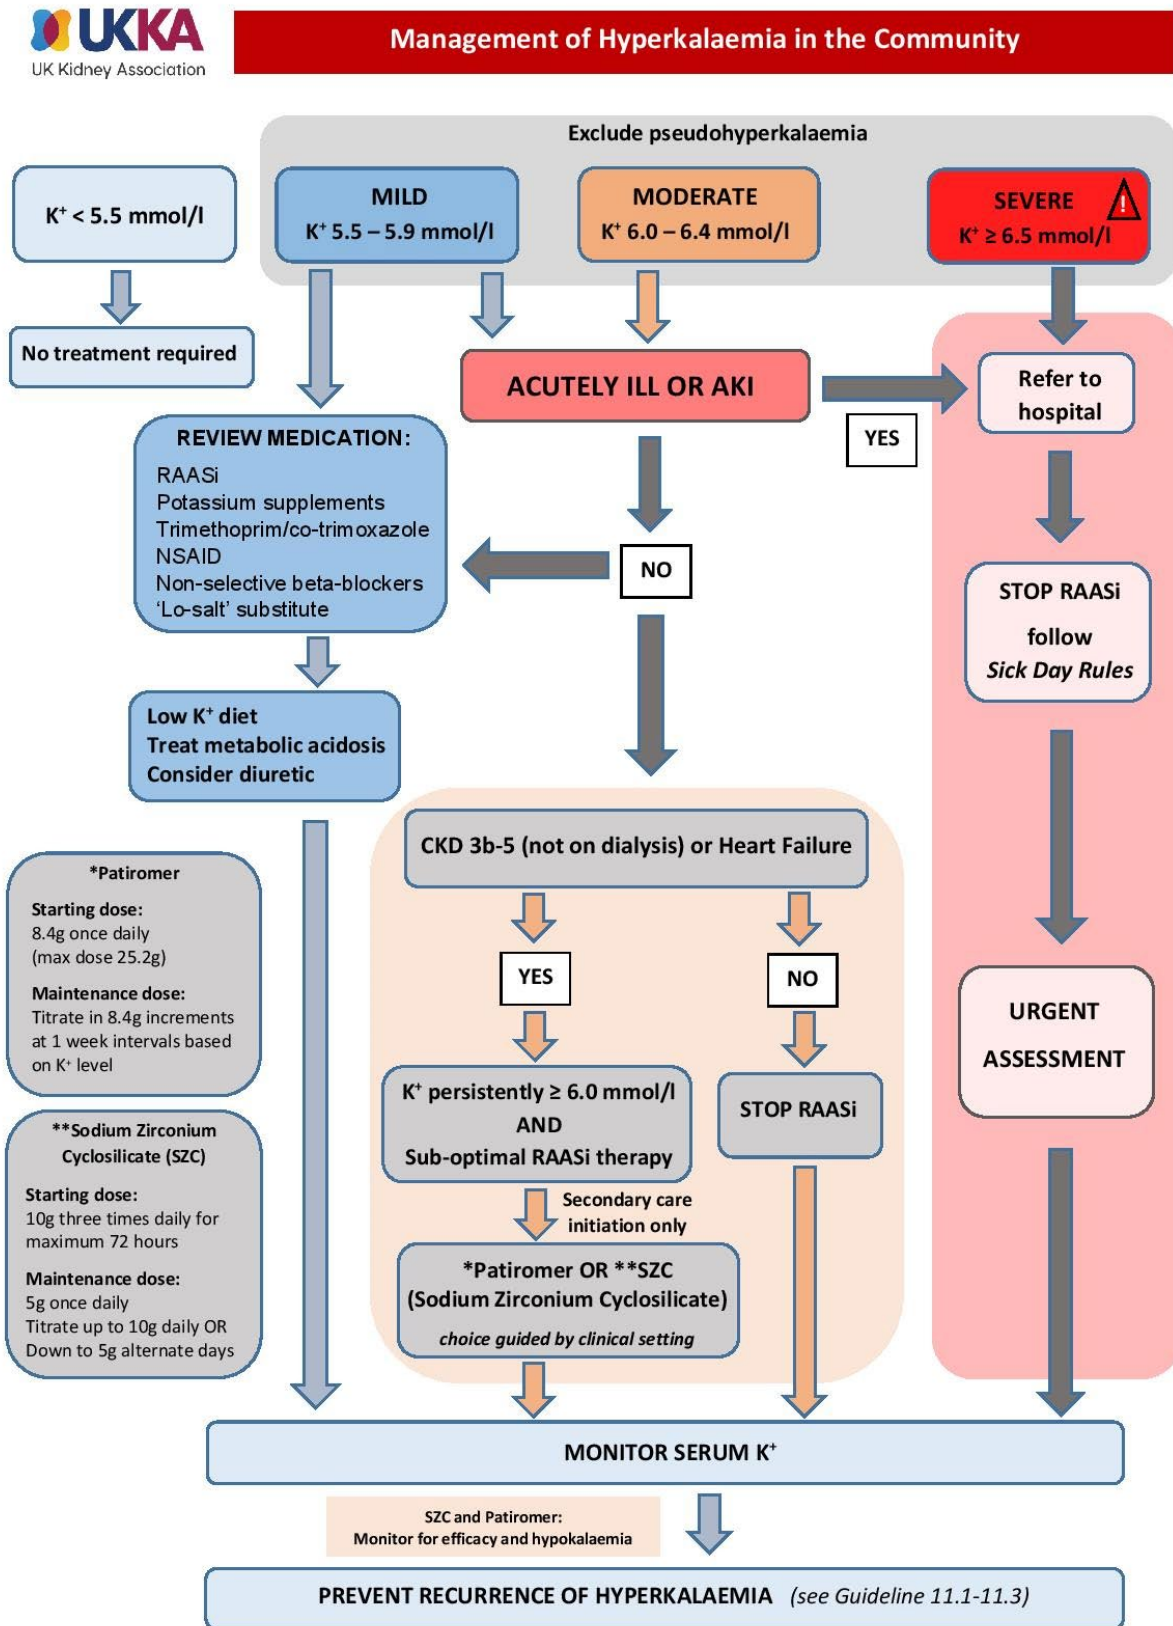 UKKA
UK Kidney Association
Management of Hyperkalaemia in the Community
Exclude pseudohyperkalaemia
K⁺ < 5.5 mmol/l
MILD
K⁺ 5.5 – 5.9 mmol/l
MODERATE
K⁺ 6.0 – 6.4 mmol/l
SEVERE
!
K⁺ ≥ 6.5 mmol/l
No treatment required
ACUTELY ILL OR AKI
YES
Refer to
hospital
REVIEW MEDICATION:
RAASi
Potassium supplements
Trimethoprim/co-trimoxazole
NSAID
Non-selective beta-blockers
‘Lo-salt’ substitute
NO
STOP RAASi
follow
Sick Day Rules
Low K⁺ diet
Treat metabolic acidosis
Consider diuretic
CKD 3b-5 (not on dialysis) or Heart Failure
YES
NO
*Patiromer
Starting dose:
8.4g once daily
(max dose 25.2g)
Maintenance dose:
Titrate in 8.4g increments
at 1 week intervals based
on K⁺ level
URGENT
ASSESSMENT
K⁺ persistently ≥ 6.0 mmol/l
AND
Sub-optimal RAASi therapy
STOP RAASi
**Sodium Zirconium
Cyclosilicate (SZC)
Starting dose:
10g three times daily for
maximum 72 hours
Maintenance dose:
5g once daily
Titrate up to 10g daily OR
Down to 5g alternate days
Secondary care
initiation only
*Patiromer OR **SZC
(Sodium Zirconium Cyclosilicate)
choice guided by clinical setting
MONITOR SERUM K⁺
SZC and Patiromer:
Monitor for efficacy and hypokalaemia
PREVENT RECURRENCE OF HYPERKALAEMIA (see Guideline 11.1-11.3)